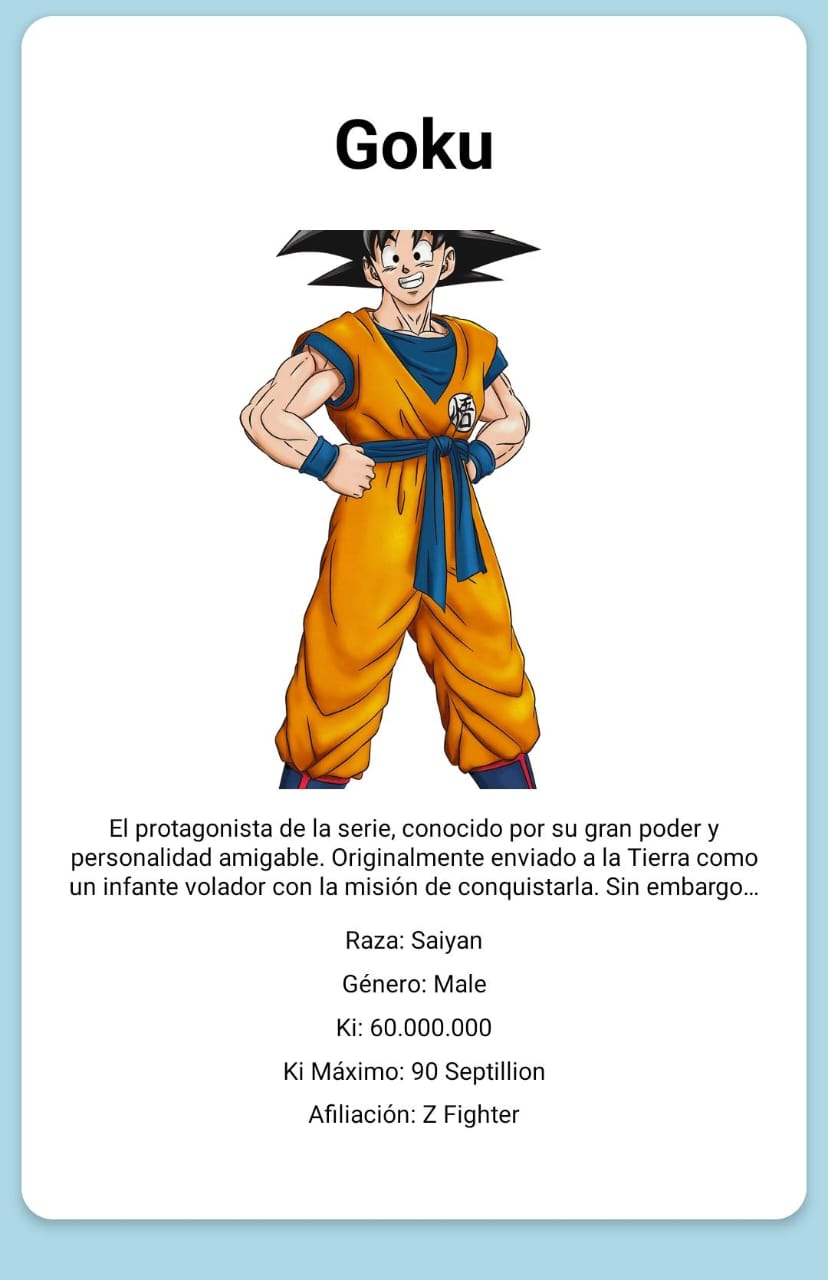 Goku
悟
El protagonista de la serie, conocido por su gran poder y
personalidad amigable. Originalmente enviado a la Tierra como
un infante volador con la misión de conquistarla. Sin embargo...
Raza: Saiyan
Género: Male
Ki: 60.000.000
Ki Máximo: 90 Septillion
Afiliación: Z Fighter